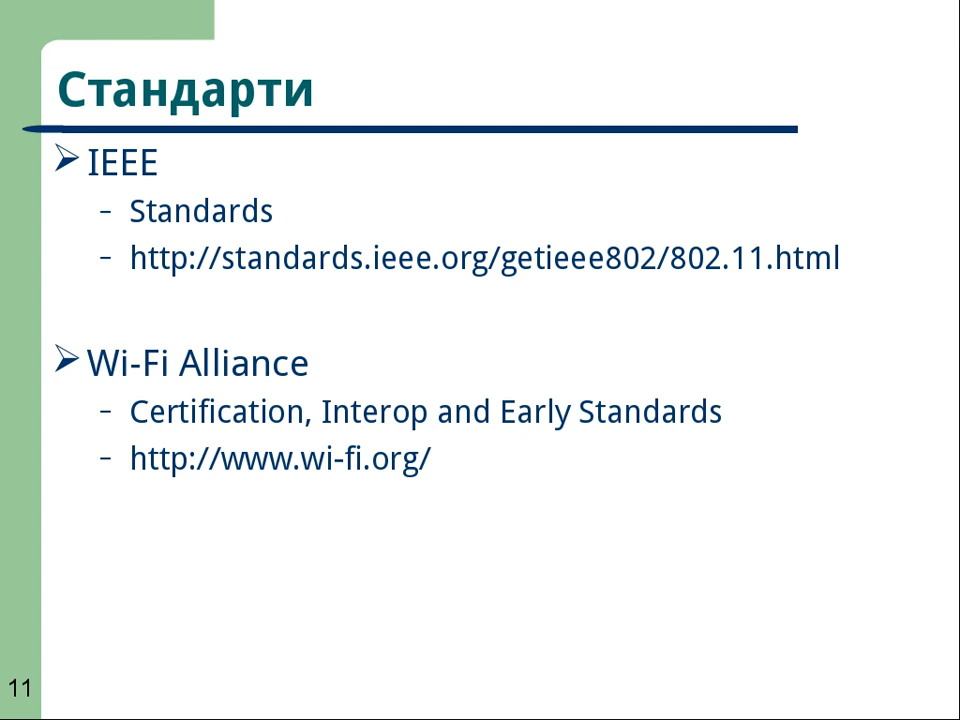 Стандарти
IEEE
– Standards
– http://standards.ieee.org/getieee802/802.11.html
Wi-Fi Alliance
– Certification, Interop and Early Standards
– http://www.wi-fi.org/
11